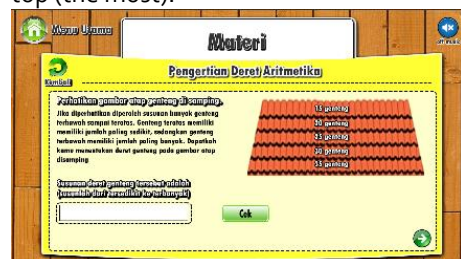 top (the most).
Menu Utama
Materi
Kembali
Pengertian Deret Aritmetika
Perhatikan gambar atap genteng di samping.
Jika diperhatikan diperoleh susunan banyak genteng
terbawah sampai teratas. Genteng teratas memiliki
memiliki jumlah paling sedikit, sedangkan genteng
terbawah memiliki jumlah paling banyak. Dapatkah
kamu menentukan deret genteng pada gambar atap
disamping
15 genteng
20 genteng
25 genteng
30 genteng
35 genteng
Susunan deret genteng tersebut adalah
(susunlah dari tersedikit ke terbanyak)
Cek